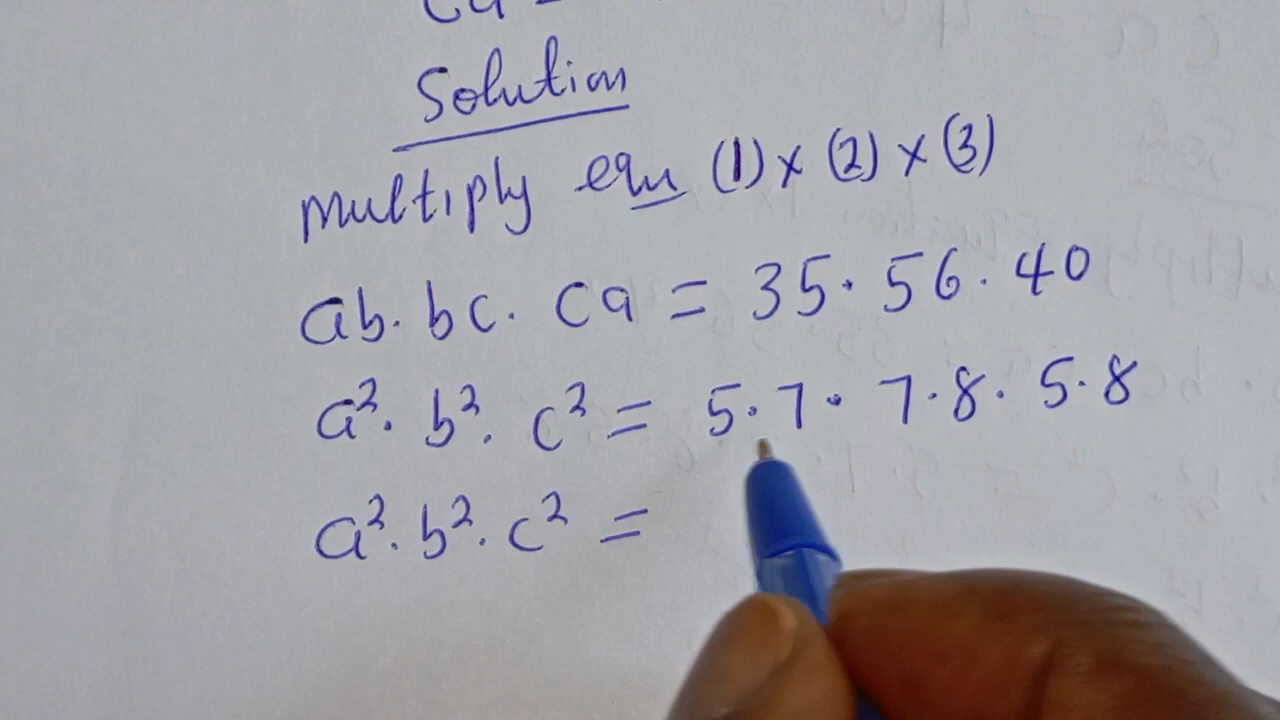 ca =
Solution
Multiply eqn (1) × (2) × (3)
ab. bc. ca = 35. 56. 40
a². b². c² = 5.7. 7.8. 5.8
a². b². c² =